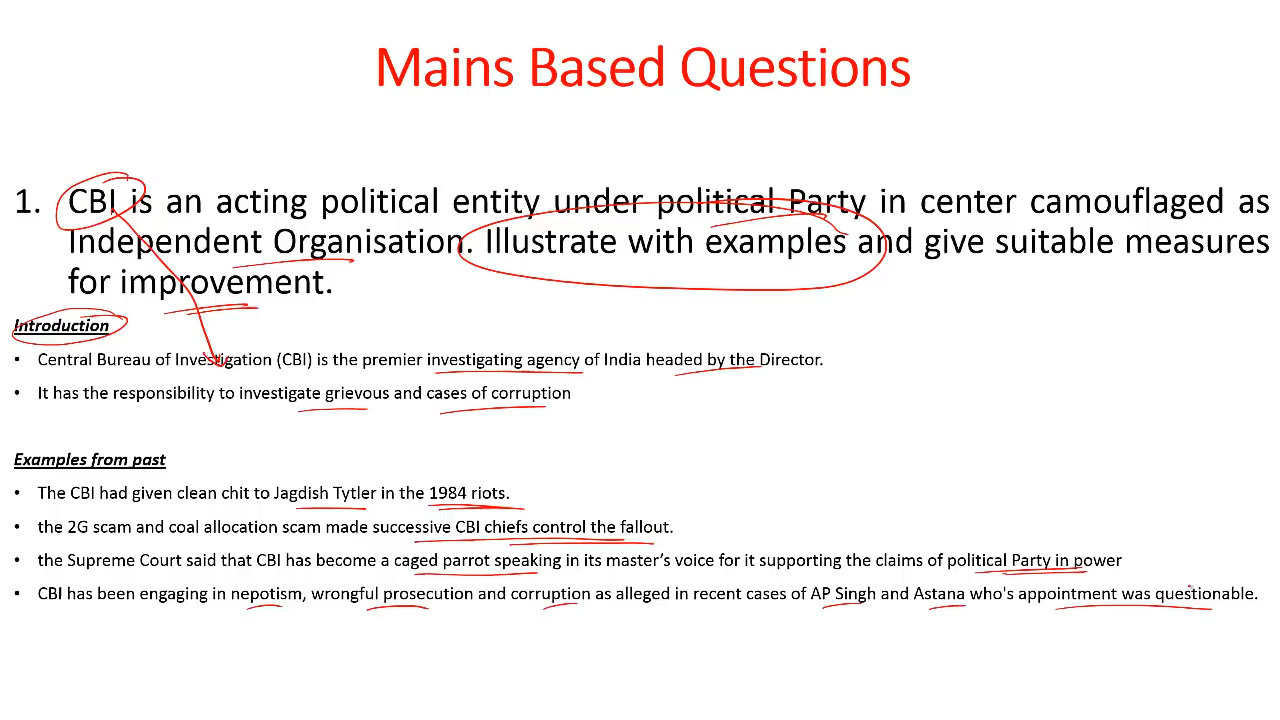 Mains Based Questions
1. CBI is an acting political entity under political Party in center camouflaged as
Independent Organisation. Illustrate with examples and give suitable measures
for improvement.
Introduction
• Central Bureau of Investigation (CBI) is the premier investigating agency of India headed by the Director.
• It has the responsibility to investigate grievous and cases of corruption
Examples from past
• The CBI had given clean chit to Jagdish Tytler in the 1984 riots.
• the 2G scam and coal allocation scam made successive CBI chiefs control the fallout.
• the Supreme Court said that CBI has become a caged parrot speaking in its master's voice for it supporting the claims of political Party in power
• CBI has been engaging in nepotism, wrongful prosecution and corruption as alleged in recent cases of AP Singh and Astana who's appointment was questionable.